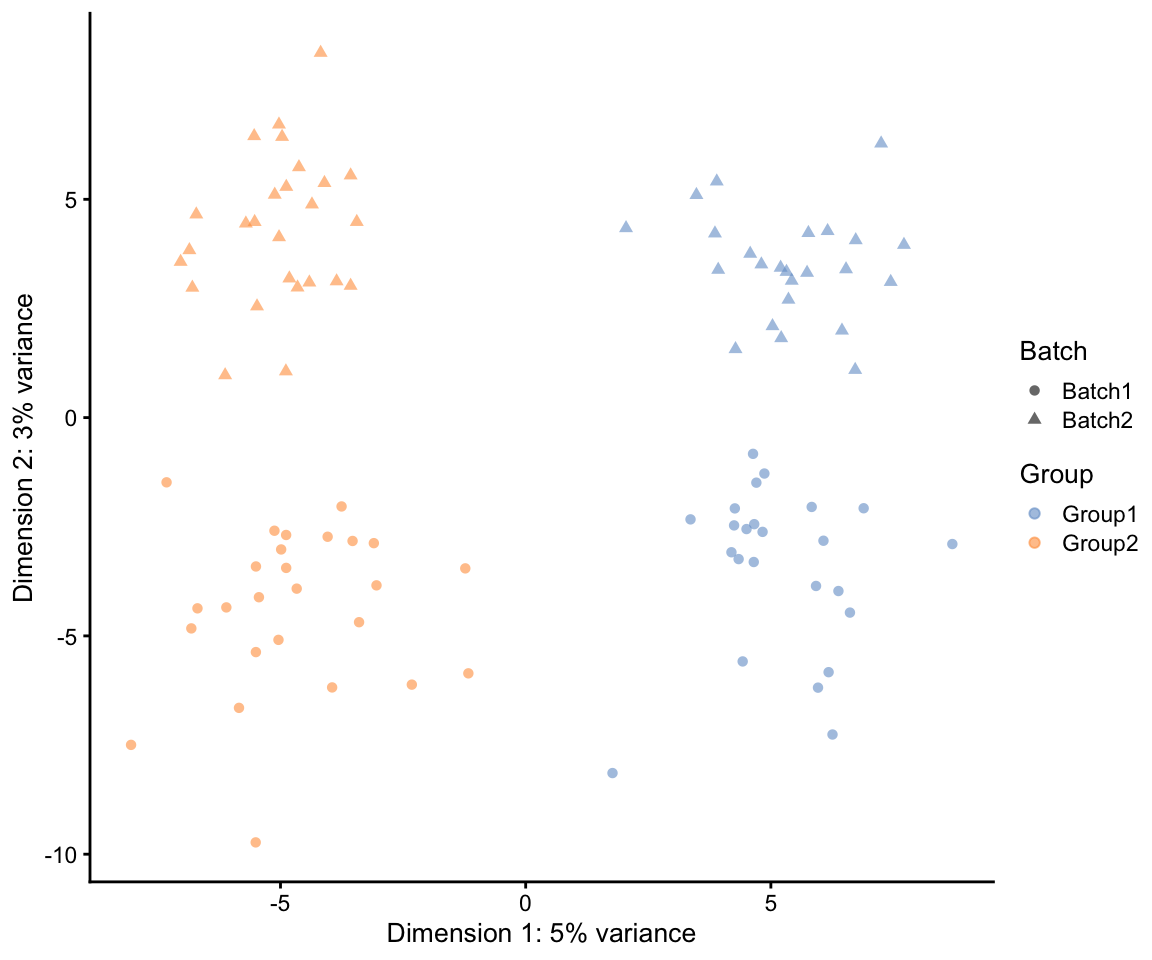 Dimension 2: 3% variance
5
0
-5
-10
-5
0
5
Dimension 1: 5% variance
Batch
Batch1
Batch2
Group
Group1
Group2